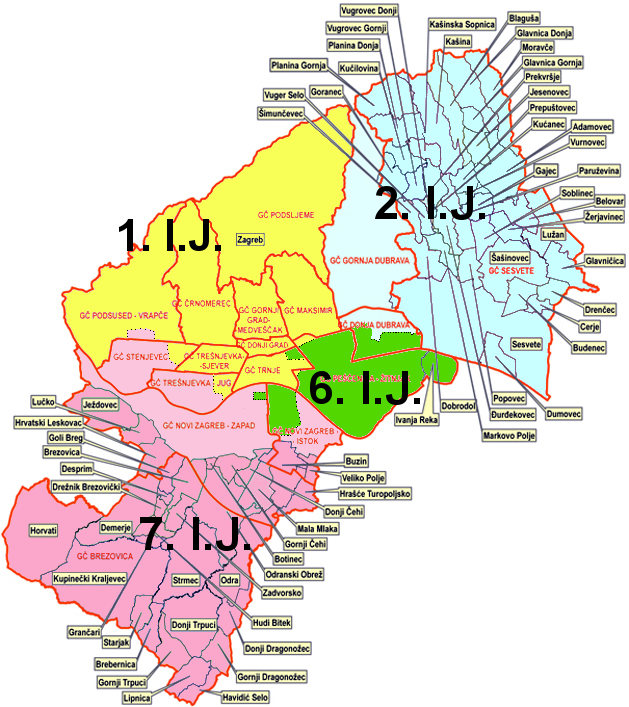 Vugrovec Donji
Vugrovec Gornji
Planina Donja
Kučilovina
Planina Gornja
Goranec
Vuger Selo
Šimunčevec
Kašinska Sopnica
Kašina
Blaguša
Glavnica Donja
Moravče
Glavnica Gornja
Prekvršje
Jesenovec
Prepuštovec
Kućanec
Adamovec
Vurnovec
Gajec
Paruževina
Soblinec
Belovar
Žerjavinec
Lužan
Šašinovec
GČ SESVETE
Glavničica
Drenčec
Cerje
Budenec
Sesvete
Popovec
Dumovec
Đurđekovec
Markovo Polje
Dobrodol
Ivanja Reka
1. I.J.
2. I.J.
6. I.J.
7. I.J.
GČ PODSLJEME
Zagreb
GČ GORNJA DUBRAVA
GČ ČRNOMEREC
GČ GORNJI
GRAD-
MEDVEŠČAK
GČ MAKSIMIR
GČ PODSUSED - VRAPČE
GČ DONJA DUBRAVA
GČ DONJI GRAD
GČ STENJEVEC
GČ TREŠNJEVKA
-SJEVER
GČ TRNJE
GČ TREŠNJEVKA
JUG
GČ NOVI ZAGREB - ZAPAD
GČ NOVI ZAGREB
ISTOK
Lučko
Ježdovec
Hrvatski Leskovac
Goli Breg
Brezovica
Desprim
Drežnik Brezovički
Horvati
Demerje
GČ BREZOVICA
Kupinečki Kraljevec
Strmec
Odra
Donji Trpuci
Grančari
Starjak
Brebernica
Gornji Trpuci
Lipnica
Havidić Selo
Gornji Dragonožec
Donji Dragonožec
Hudi Bitek
Zadvorsko
Odranski Obrež
Botinec
Gornji Čehi
Mala Mlaka
Donji Čehi
Hrašće Turopoljsko
Veliko Polje
Buzin